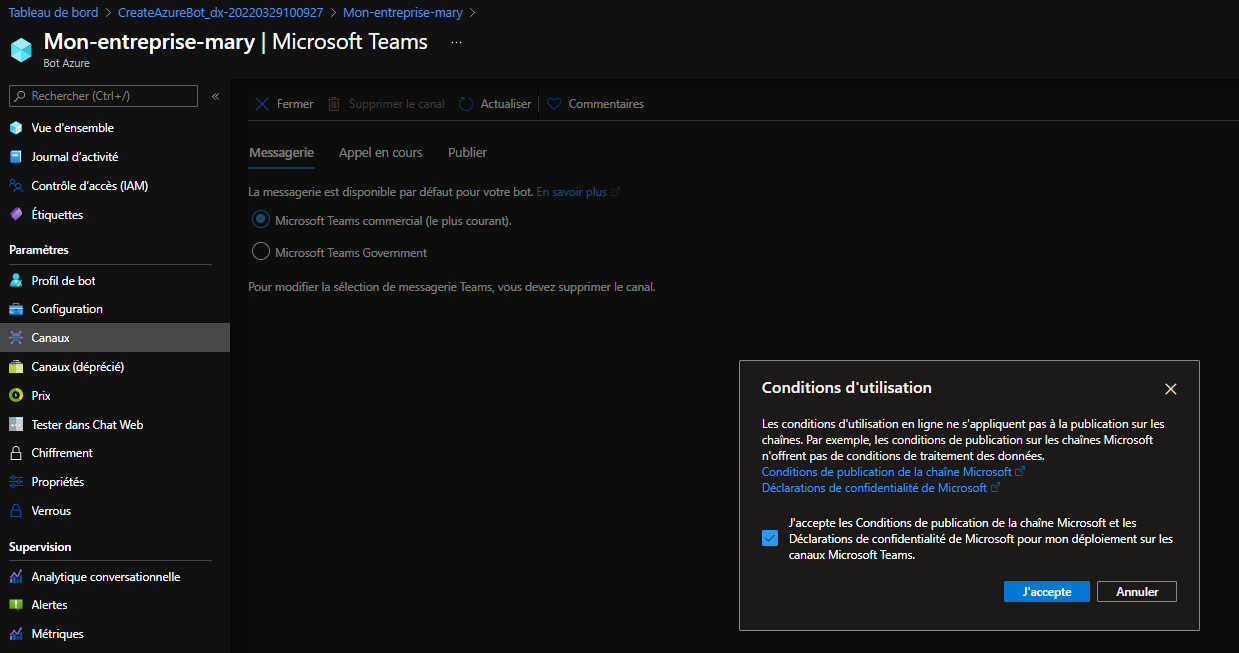 Tableau de bord > CreateAzureBot_dx-20220329100927 > Mon-entreprise-mary >
Mon-entreprise-mary | Microsoft Teams ...
Bot Azure
Rechercher (Ctrl+/) «
Vue d'ensemble
Journal d'activité
Contrôle d'accès (IAM)
Étiquettes
Paramètres
Profil de bot
Configuration
Canaux
Canaux (déprécié)
Prix
Tester dans Chat Web
Chiffrement
Propriétés
Verrous
Supervision
Analytique conversationnelle
Alertes
Métriques
Fermer Supprimer le canal Actualiser Commentaires
Messagerie Appel en cours Publier
La messagerie est disponible par défaut pour votre bot. En savoir plus
Microsoft Teams commercial (le plus courant).
Microsoft Teams Government
Pour modifier la sélection de messagerie Teams, vous devez supprimer le canal.
Conditions d'utilisation
Les conditions d'utilisation en ligne ne s'appliquent pas à la publication sur les
chaînes. Par exemple, les conditions de publication sur les chaînes Microsoft
n'offrent pas de conditions de traitement des données.
Conditions de publication de la chaîne Microsoft
Déclarations de confidentialité de Microsoft
J'accepte les Conditions de publication de la chaîne Microsoft et les
Déclarations de confidentialité de Microsoft pour mon déploiement sur les
canaux Microsoft Teams.
J'accepte Annuler